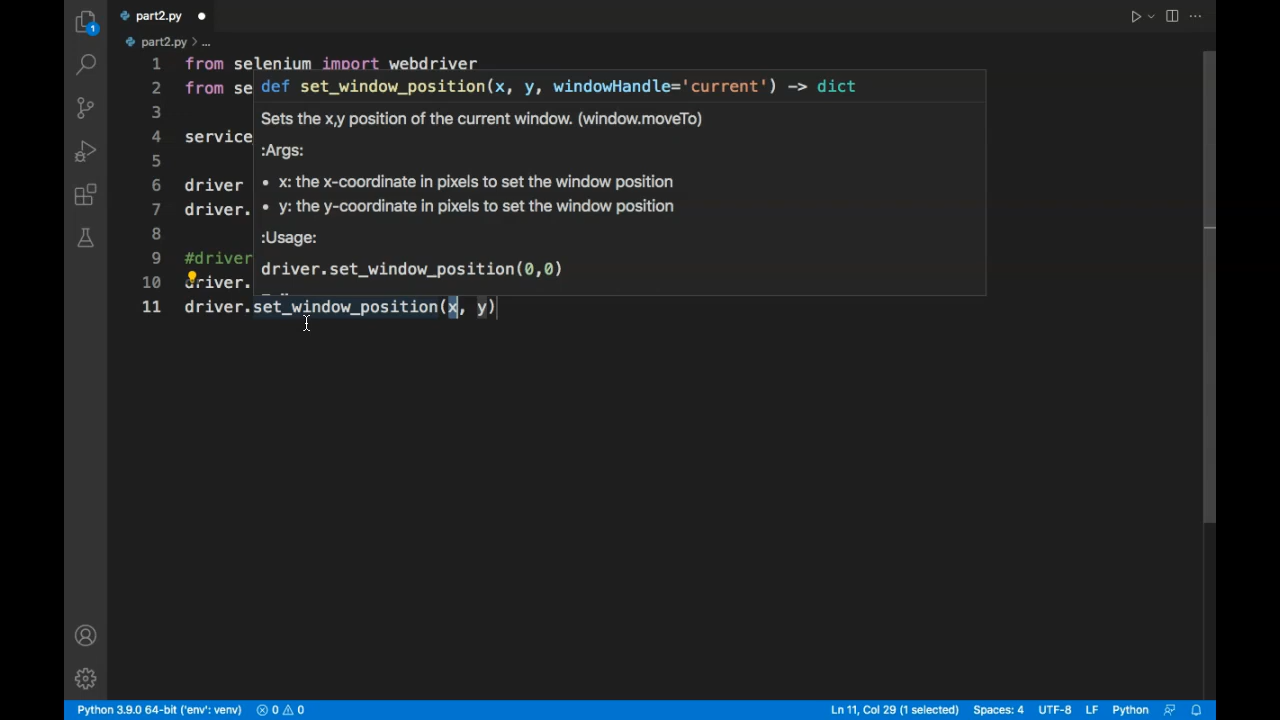 part2.py
1
part2.py > ...
1 from selenium import webdriver
2 from se
def set_window_position(x, y, windowHandle='current') -> dict
3
Sets the x,y position of the current window. (window.moveTo)
4 service
:Args:
5
6 driver
• x: the x-coordinate in pixels to set the window position
7 driver.
• y: the y-coordinate in pixels to set the window position
8
:Usage:
9 #driver
driver.set_window_position(0,0)
10 driver.
11 driver.set_window_position(x, y)
Python 3.9.0 64-bit ('env': venv) 0 0 Ln 11, Col 29 (1 selected) Spaces: 4 UTF-8 LF Python